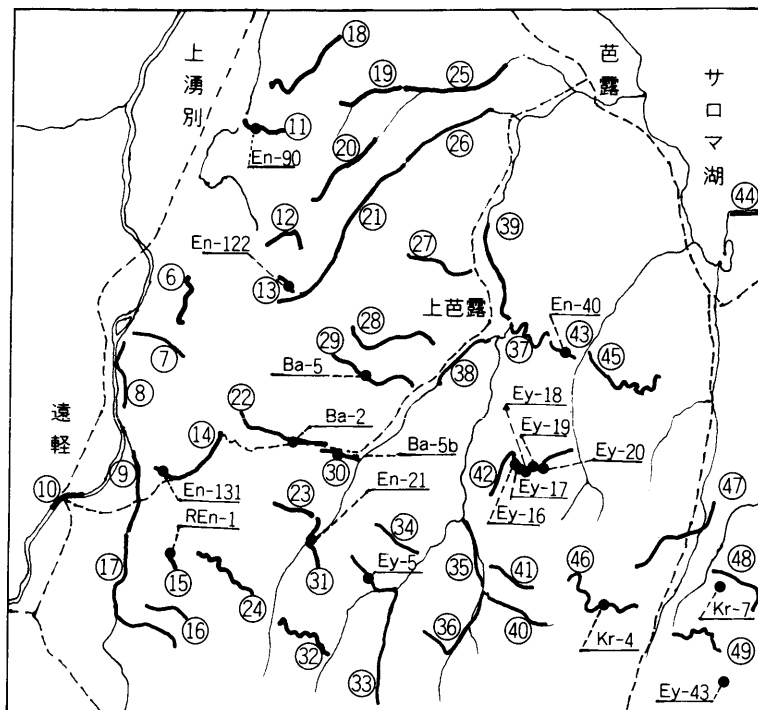 ⑱
上湧別
芭露
サロマ湖
⑲
㉕
⑪
En-90
⑳
㉖
㊹
⑫
㉑
㊴
En-122
㉗
⑥
⑬
上芭露
En-40
⑦
㉘
㊲
㊸
㊺
㉙
Ba-5
㊳
⑧
Ey-18
㉒
Ba-2
Ey-19
遠軽
⑭
Ba-5b
Ey-20
㉚
⑨
㊷
Ey-17
⑩
En-131
En-21
Ey-16
㊼
㉓
REn-1
㉞
Ey-5
⑰
㉟
㊶
㊻
㊽
⑮
㉔
㉛
Kr-7
⑯
㊱
㊵
㉜
Kr-4
㊾
㉝
Ey-43